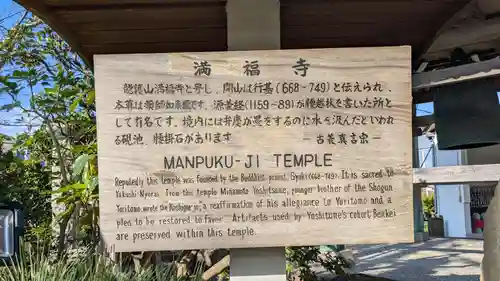 満福寺
龍護山満福寺と号し、開山は行基(668~749)と伝えられ、
本尊は薬師如来像です。源義経(1159-89)が腰越状を書いた所と
して有名です。境内には弁慶が墨をするのに水を汲んだといわ
れる硯池、腰掛石があります ― 古義真言宗 ―
MANPUKU-JI TEMPLE
Reputedly this temple was founded by the Buddhist priest, Gyoki (668-749). It is sacred to
Yakushi Nyorai. From this temple Minamoto Yoshitsune, younger brother of the Shogun
Yoritomo wrote the "Koshigoe-jo," a reaffirmation of his allegiance to Yoritomo and a
plea to be restored to favor. Artifacts used by Yoshitsune's cohort, Benkei
are preserved within this temple.